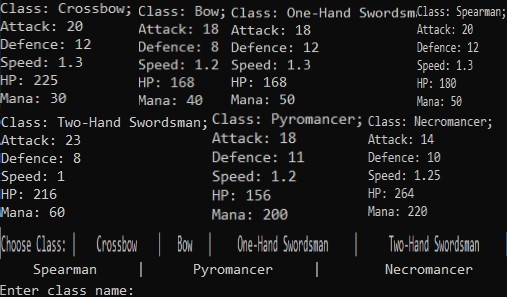 Class: Crossbow;
Attack: 20
Defence: 12
Speed: 1.3
HP: 225
Mana: 30
Class: Bow;
Attack: 18
Defence: 8
Speed: 1.2
HP: 168
Mana: 40
Class: One-Hand Swordsm
Attack: 18
Defence: 12
Speed: 1.3
HP: 168
Mana: 50
Class: Spearman;
Attack: 20
Defence: 12
Speed: 1.3
HP: 180
Mana: 50
Class: Two-Hand Swordsman;
Attack: 23
Defence: 8
Speed: 1
HP: 216
Mana: 60
Class: Pyromancer;
Attack: 18
Defence: 11
Speed: 1.2
HP: 156
Mana: 200
Class: Necromancer;
Attack: 14
Defence: 10
Speed: 1.25
HP: 264
Mana: 220
Choose Class: | Crossbow | Bow | One-Hand Swordsman | Two-Hand Swordsman |
Spearman | Pyromancer | Necromancer
Enter class name: